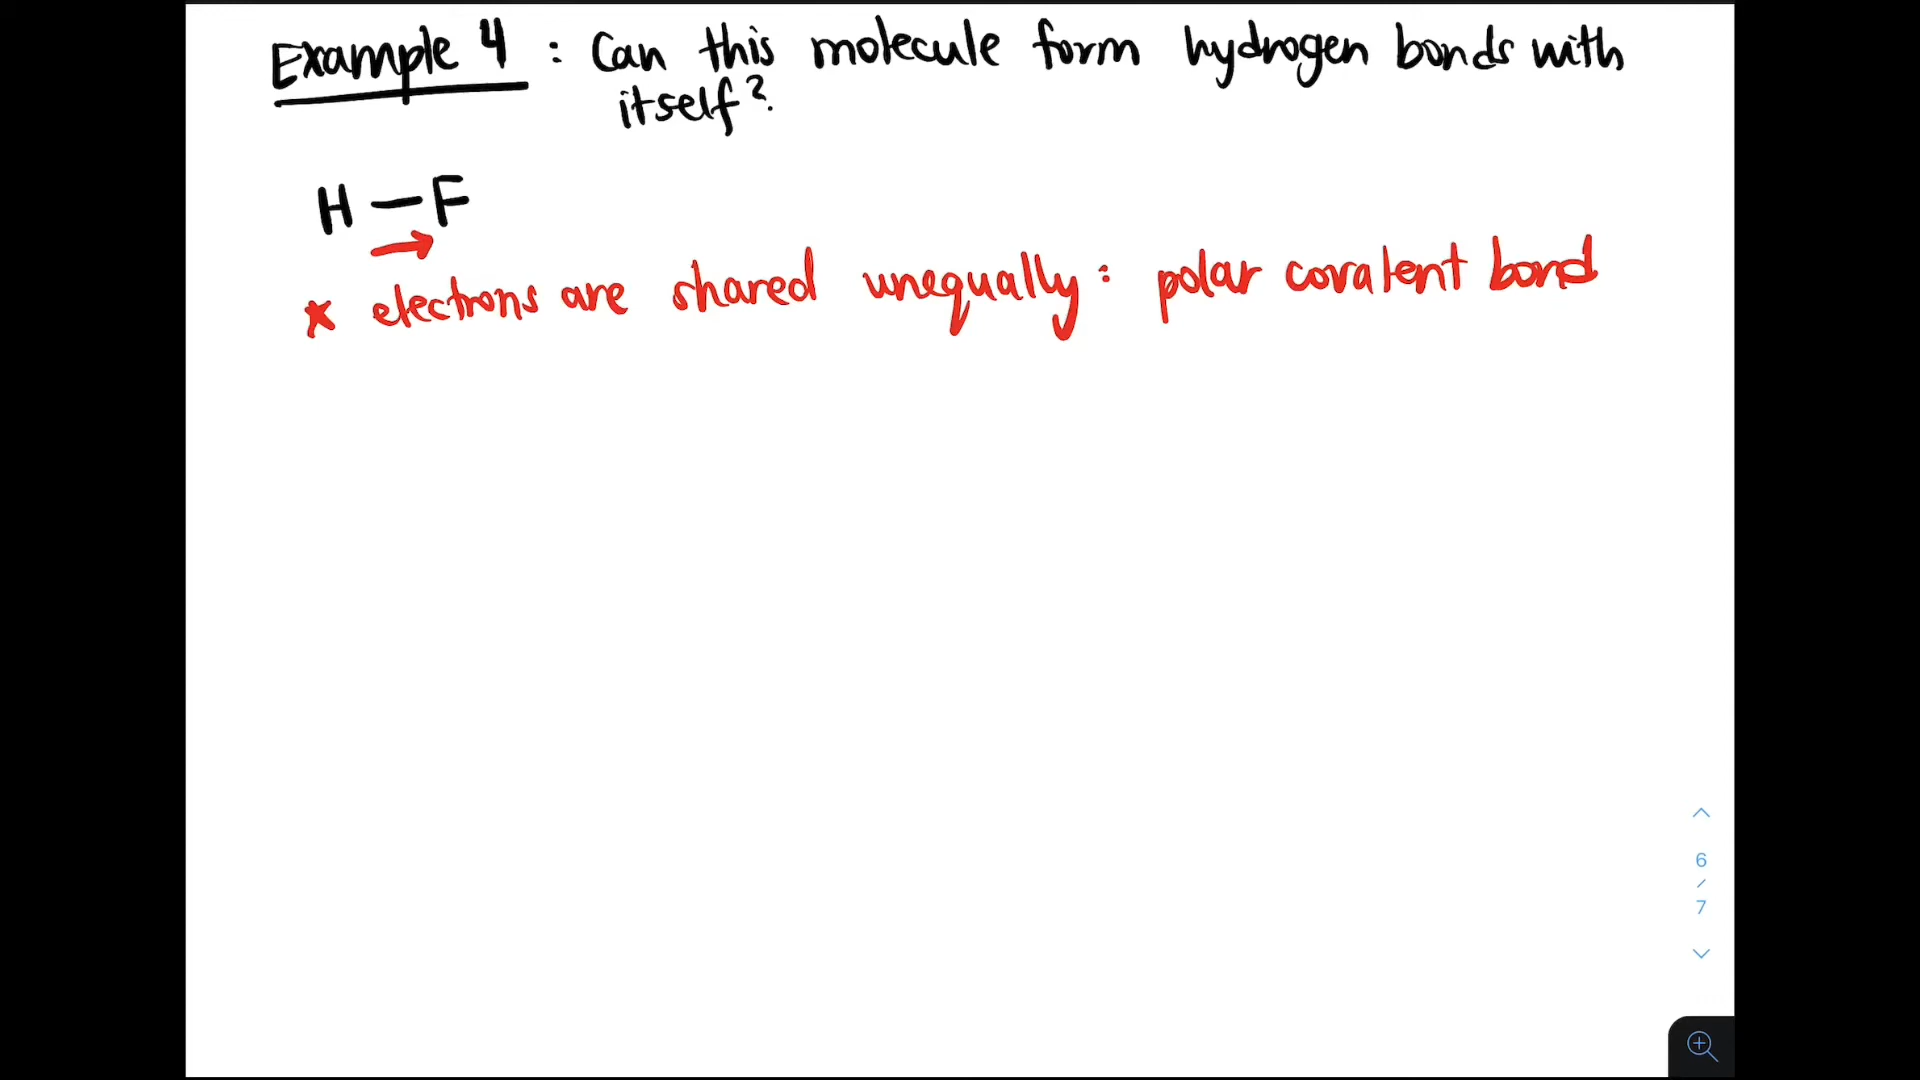 Example 4 : Can this molecule form hydrogen bonds with
itself?
H — F
* electrons are shared unequally: polar covalent bond
6
/
7